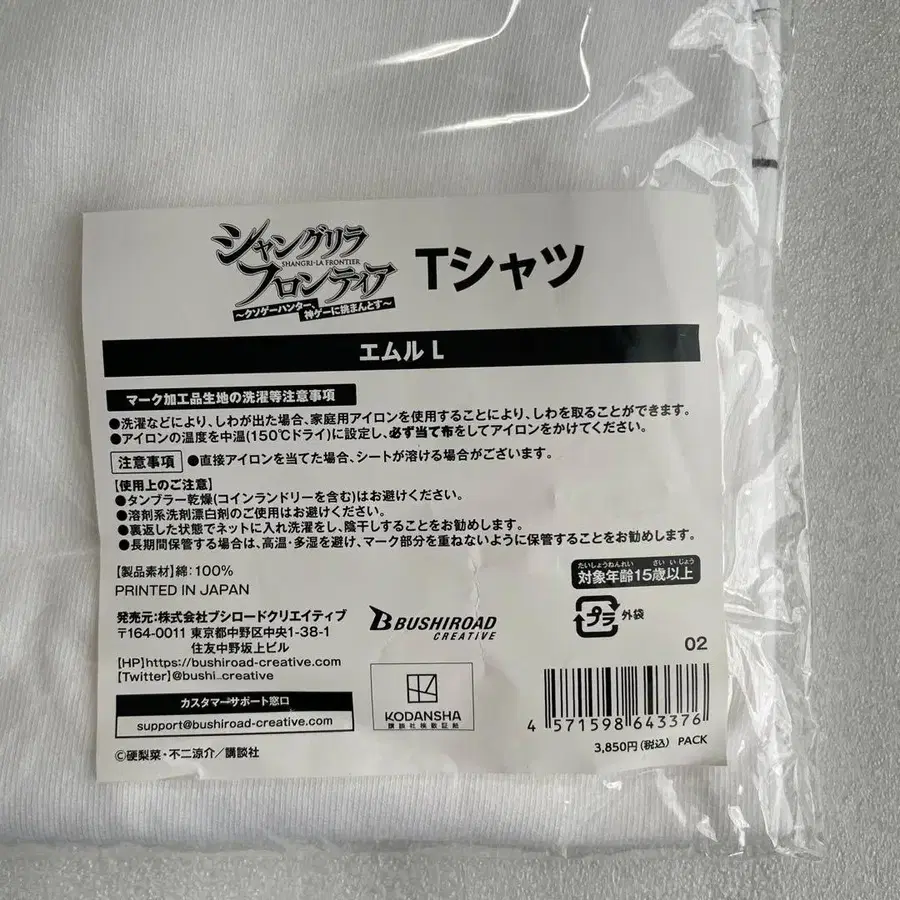 シャングリラ
SHANGRI-LA FRONTIER
フロンティア
～クソゲーハンター、
神ゲーに挑まんとす～
Tシャツ
エムル L
マーク加工品生地の洗濯等注意事項
●洗濯などにより、しわが出た場合、家庭用アイロンを使用することにより、しわを取ることができます。
●アイロンの温度を中温(150℃ドライ)に設定し、必ず当て布をしてアイロンをかけてください。
注意事項 ●直接アイロンを当てた場合、シートが溶ける場合がございます。
【使用上のご注意】
●タンブラー乾燥(コインランドリーを含む)はお避けください。
●溶剤系洗剤漂白剤のご使用はお避けください。
●裏返した状態でネットに入れ洗濯をし、陰干しすることをお勧めします。
●長期間保管する場合は、高温・多湿を避け、マーク部分を重ねないように保管することをお勧めします。
【製品素材】綿：100%
PRINTED IN JAPAN
たいしょうねんれい さい いじょう
対象年齢15歳以上
プラ 外袋
02
発売元：株式会社ブシロードクリエイティブ
〒164-0011 東京都中野区中央1-38-1
住友中野坂上ビル
【HP】https://bushiroad-creative.com
【Twitter】@bushi_creative
BUSHIROAD
CREATIVE
カスタマーサポート窓口
support@bushiroad-creative.com
KODANSHA
講談社検数証紙
4 571598 643376
3,850円(税込) PACK
©硬梨菜・不二涼介／講談社